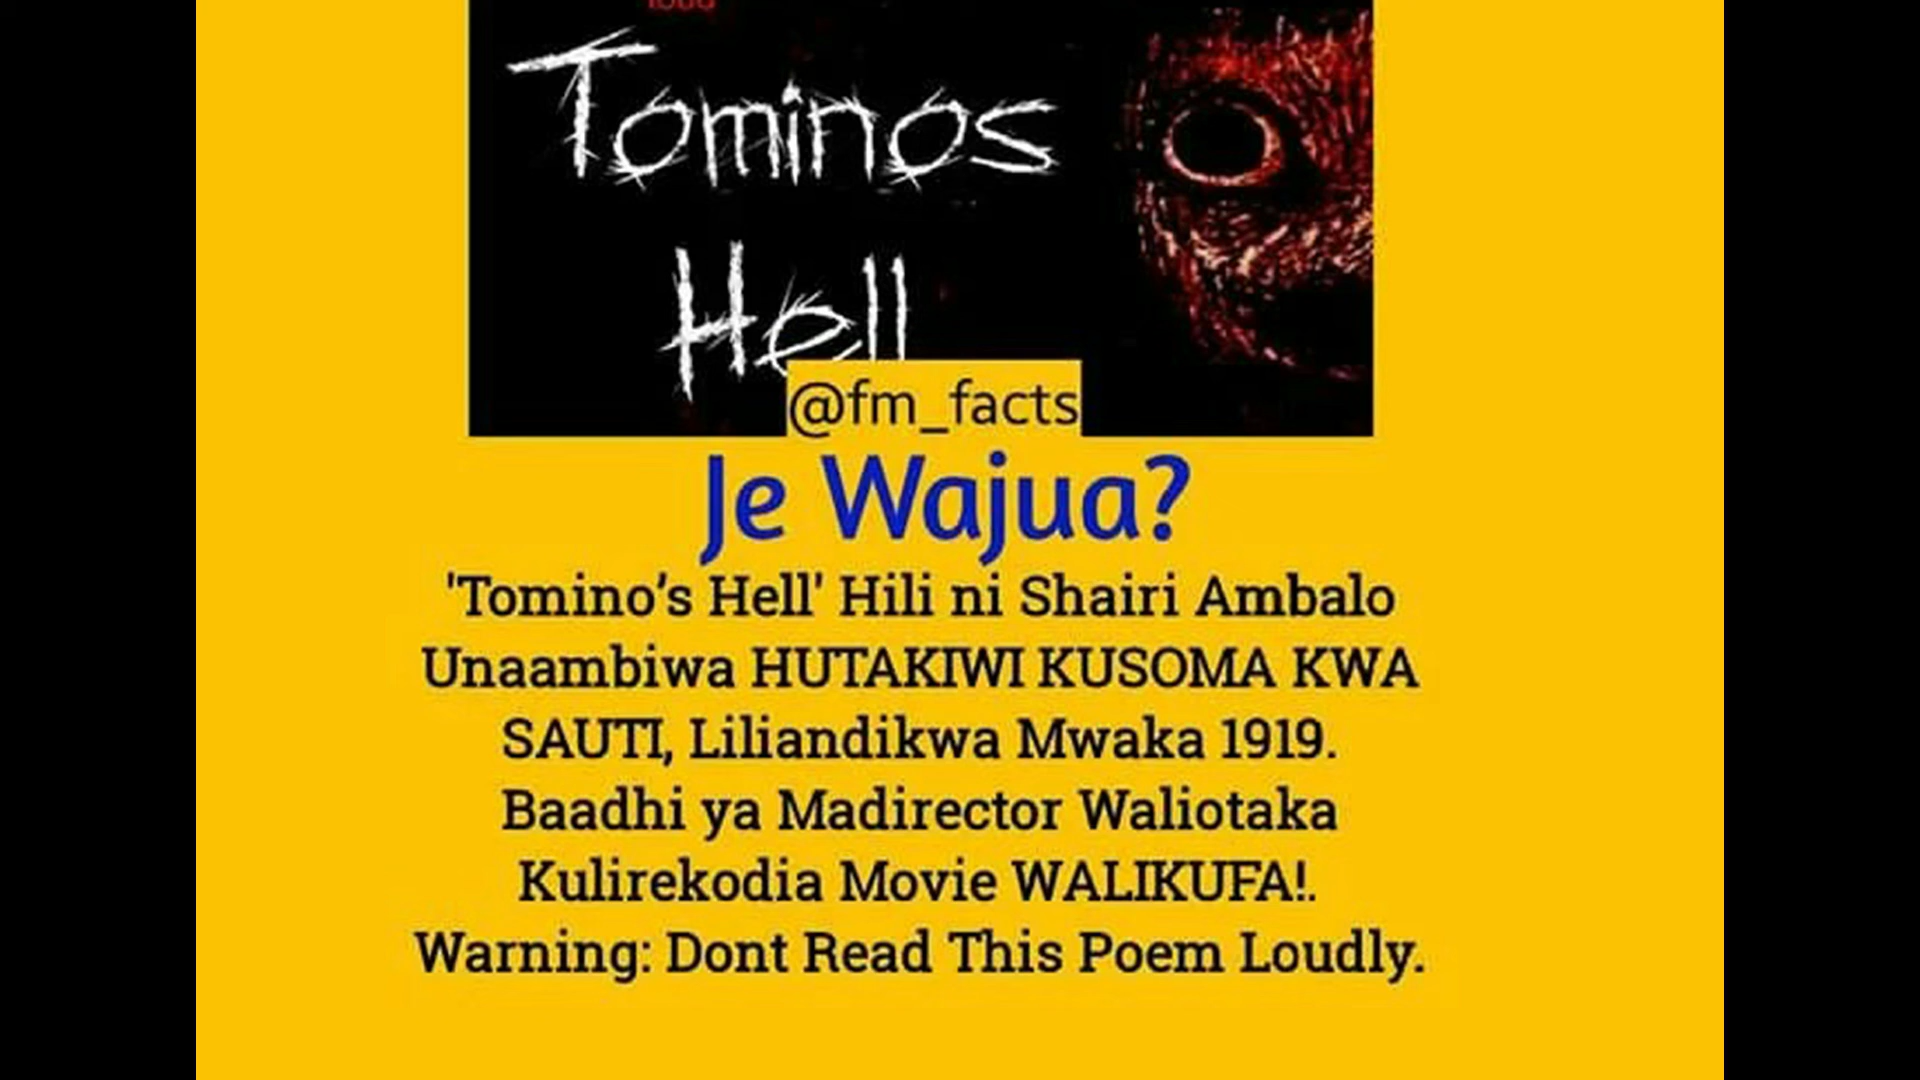 Tominos
Hell
@fm_facts
Je Wajua?
'Tomino’s Hell' Hili ni Shairi Ambalo
Unaambiwa HUTAKIWI KUSOMA KWA
SAUTI, Liliandikwa Mwaka 1919.
Baadhi ya Madirector Waliotaka
Kulirekodia Movie WALIKUFA!.
Warning: Dont Read This Poem Loudly.